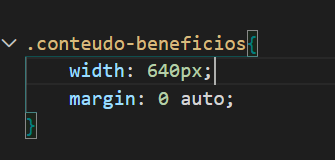 .conteudo-beneficios{
    width: 640px;
    margin: 0 auto;
}